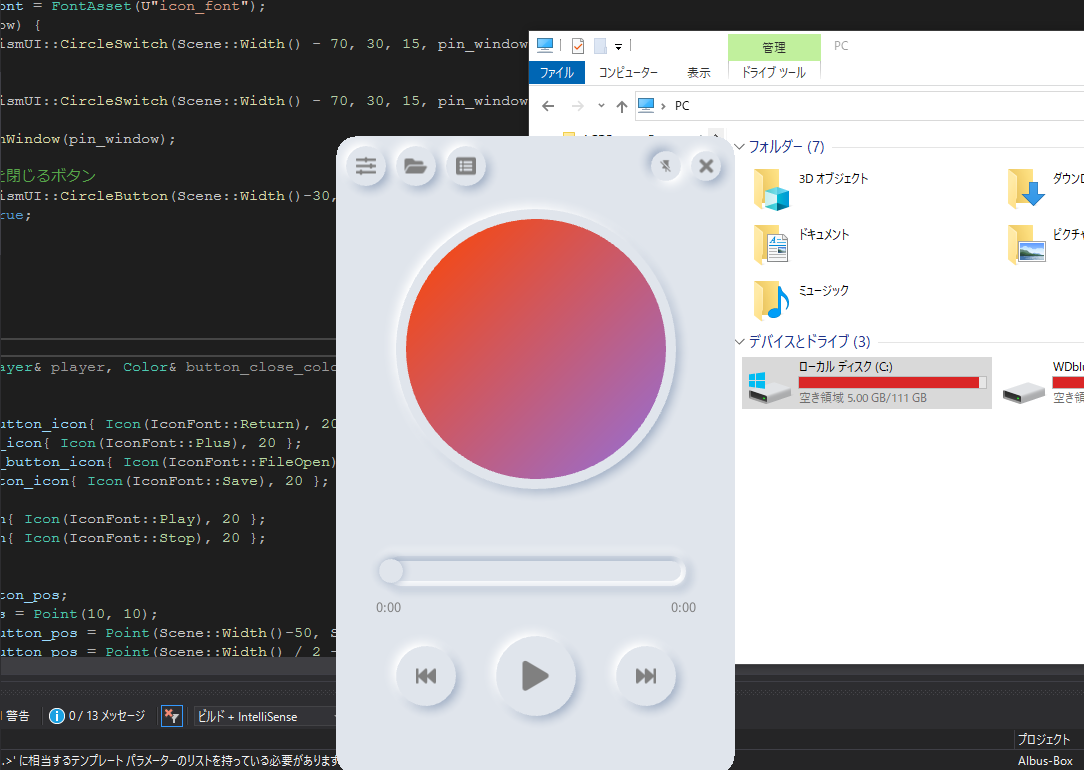 ont = FontAsset(U"icon_font");
ow) {
ismUI::CircleSwitch(Scene::Width() - 70, 30, 15, pin_window
ismUI::CircleSwitch(Scene::Width() - 70, 30, 15, pin_window
nWindow(pin_window);
を閉じるボタン
ismUI::CircleButton(Scene::Width()-30,
rue;
ayer& player, Color& button_close_colo
utton_icon{ Icon(IconFont::Return), 20
_icon{ Icon(IconFont::Plus), 20 };
_button_icon{ Icon(IconFont::FileOpen)
con_icon{ Icon(IconFont::Save), 20 };
n{ Icon(IconFont::Play), 20 };
n{ Icon(IconFont::Stop), 20 };
con_pos;
s = Point(10, 10);
utton_pos = Point(Scene::Width()-50, S
utton_pos = Point(Scene::Width() / 2 -
警告
0 / 13 メッセージ
ビルド + IntelliSense
.>' に相当するテンプレート パラメーターのリストを持っている必要があります
プロジェクト
Albus-Box
管理
PC
ファイル
コンピューター
表示
ドライブ ツール
PC
フォルダー (7)
3D オブジェクト
ダウンロ
ドキュメント
ピクチャ
ミュージック
デバイスとドライブ (3)
ローカル ディスク (C:)
空き領域 5.00 GB/111 GB
WDblu
空き領
0:00
0:00